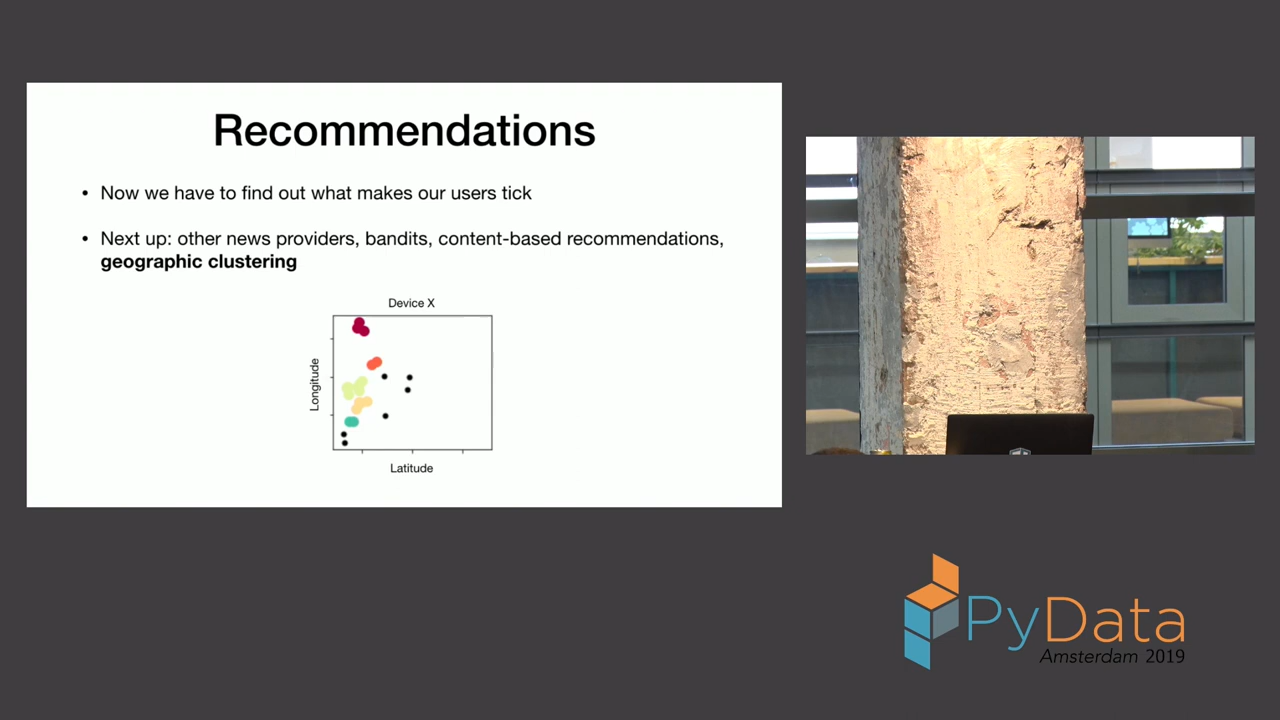 Recommendations
• Now we have to find out what makes our users tick
• Next up: other news providers, bandits, content-based recommendations,
geographic clustering
Device X
Longitude
Latitude
PyData
Amsterdam 2019